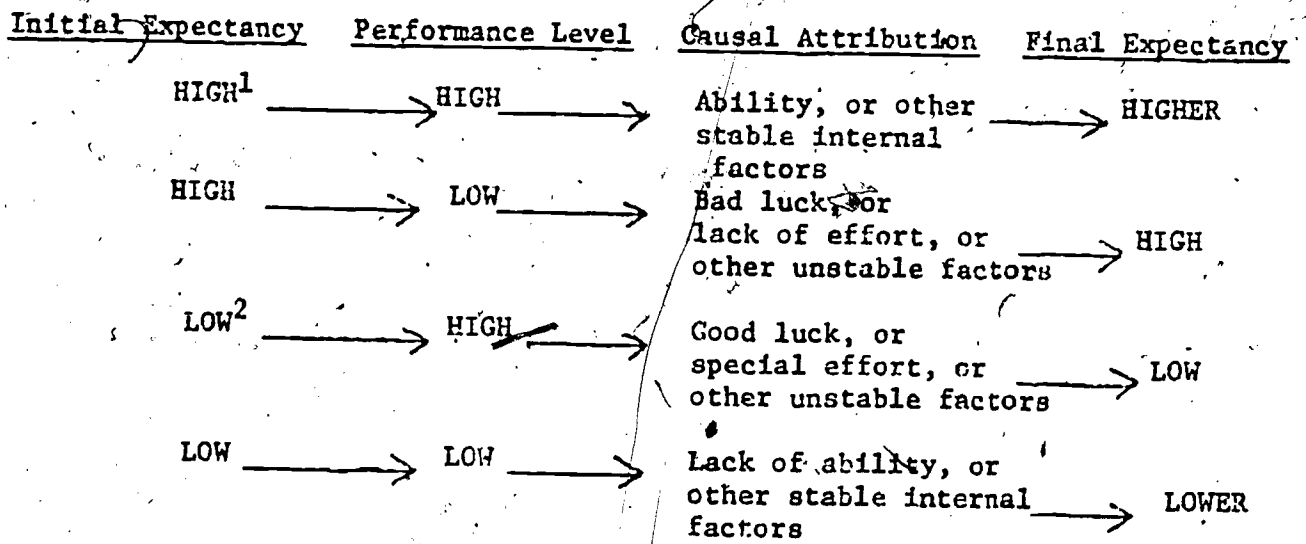 Initial Expectancy Performance Level Causal Attribution Final Expectancy
HIGH1 HIGH Ability, or other HIGHER
stable internal
factors
HIGH LOW Bad luck, or
lack of effort, or HIGH
other unstable factors
LOW2 HIGH Good luck, or
special effort, or LOW
other unstable factors
LOW LOW Lack of ability, or
other stable internal LOWER
factors